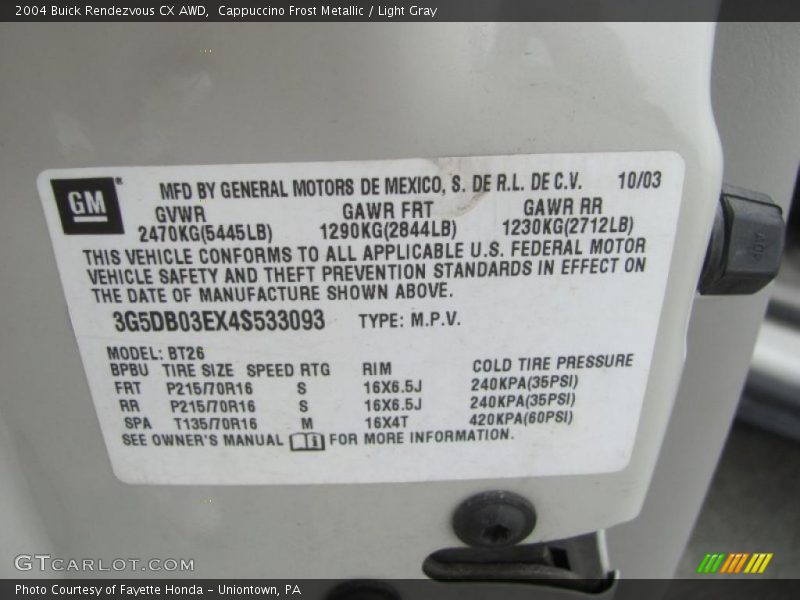 2004 Buick Rendezvous CX AWD,  Cappuccino Frost Metallic / Light Gray
GM®
MFD BY GENERAL MOTORS DE MEXICO, S. DE R.L. DE C.V. 10/03
GVWR GAWR FRT GAWR RR
2470KG(5445LB) 1290KG(2844LB) 1230KG(2712LB)
THIS VEHICLE CONFORMS TO ALL APPLICABLE U.S. FEDERAL MOTOR
VEHICLE SAFETY AND THEFT PREVENTION STANDARDS IN EFFECT ON
THE DATE OF MANUFACTURE SHOWN ABOVE.
3G5DB03EX4S533093 TYPE: M.P.V.
MODEL: BT26
BPBU TIRE SIZE SPEED RTG RIM COLD TIRE PRESSURE
FRT P215/70R16 S 16X6.5J 240KPA(35PSI)
RR P215/70R16 S 16X6.5J 240KPA(35PSI)
SPA T135/70R16 M 16X4T 420KPA(60PSI)
SEE OWNER'S MANUAL FOR MORE INFORMATION.
GTCARLOT.COM
Photo Courtesy of Fayette Honda - Uniontown, PA